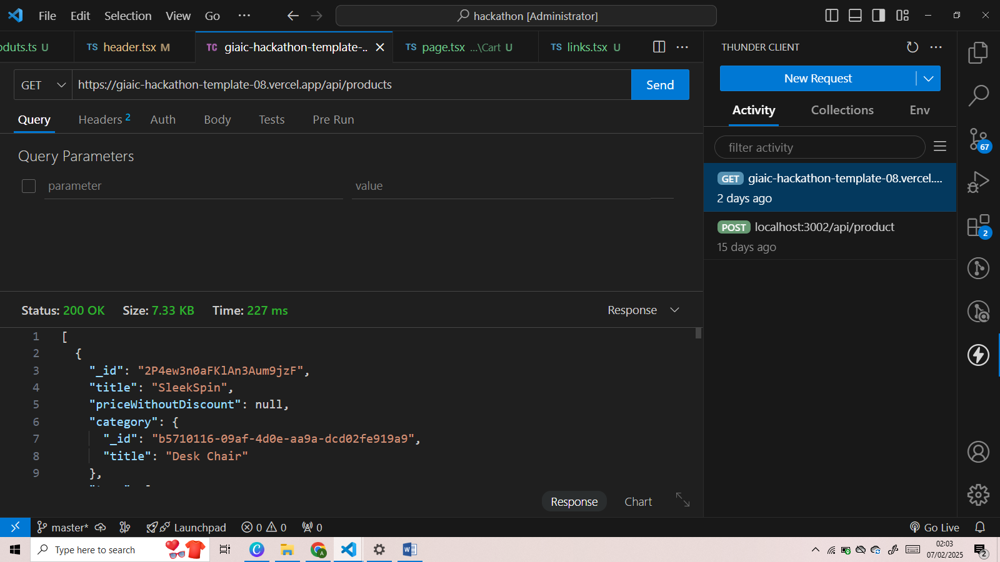 File Edit Selection View Go ··· hackathon [Administrator]
oduts.ts U TS header.tsx M TC giaic-hackathon-template-.. TS page.tsx ...\Cart U TS links.tsx U ···
GET https://giaic-hackathon-template-08.vercel.app/api/products Send
Query Headers 2 Auth Body Tests Pre Run
Query Parameters
parameter value
Status: 200 OK Size: 7.33 KB Time: 227 ms Response
1 [
2 {
3 "_id": "2P4ew3n0aFKlAn3Aum9jzF",
4 "title": "SleekSpin",
5 "priceWithoutDiscount": null,
6 "category": {
7 "_id": "b5710116-09af-4d0e-aa9a-dcd02fe919a9",
8 "title": "Desk Chair"
9 },
Response Chart
THUNDER CLIENT ···
New Request
Activity Collections Env
filter activity
GET giaic-hackathon-template-08.vercel....
2 days ago
POST localhost:3002/api/product
15 days ago
67
2
master* Launchpad 0 0 0 Go Live
Type here to search
A
02:03
07/02/2025
2